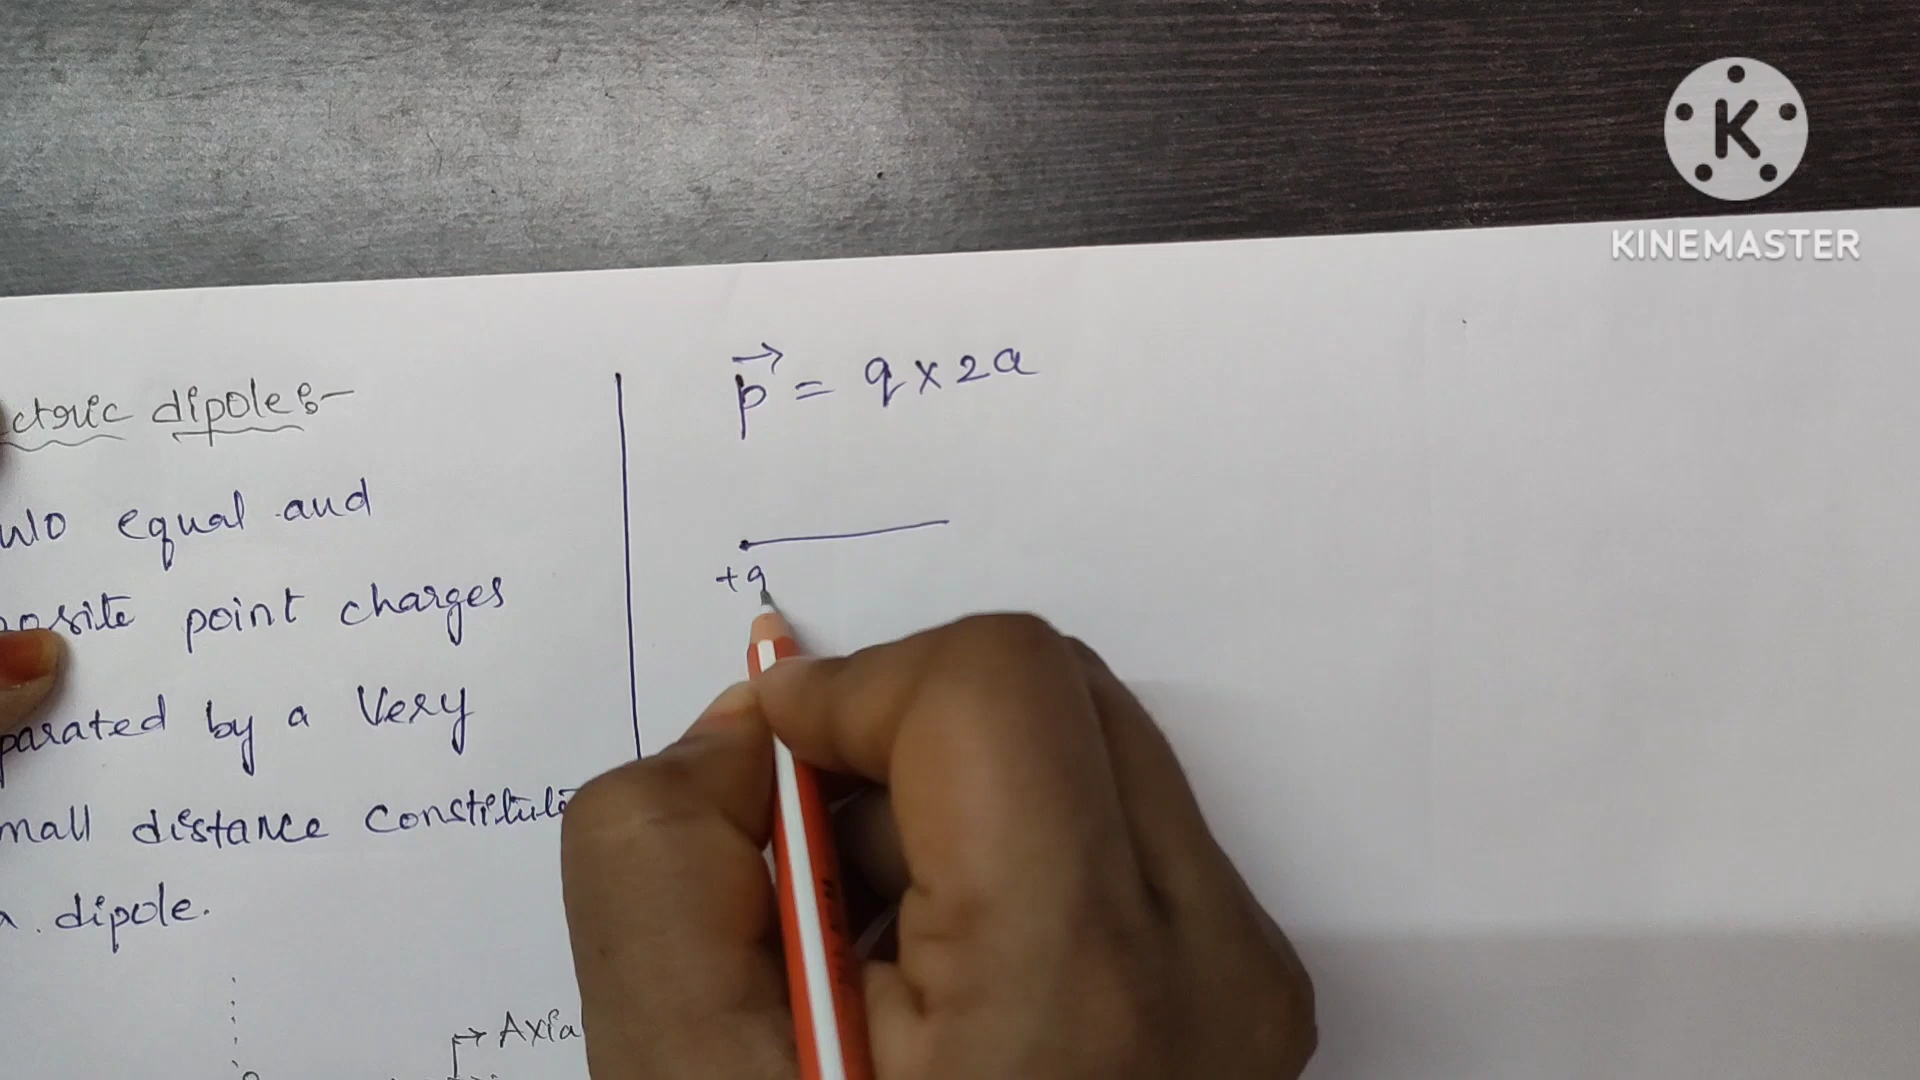 K
KINEMASTER
ctric dipole:-
wo equal and
posite point charges
parated by a Very
mall distance constitute
a. dipole.
→ Axia
p⃗ = q x 2a
+q